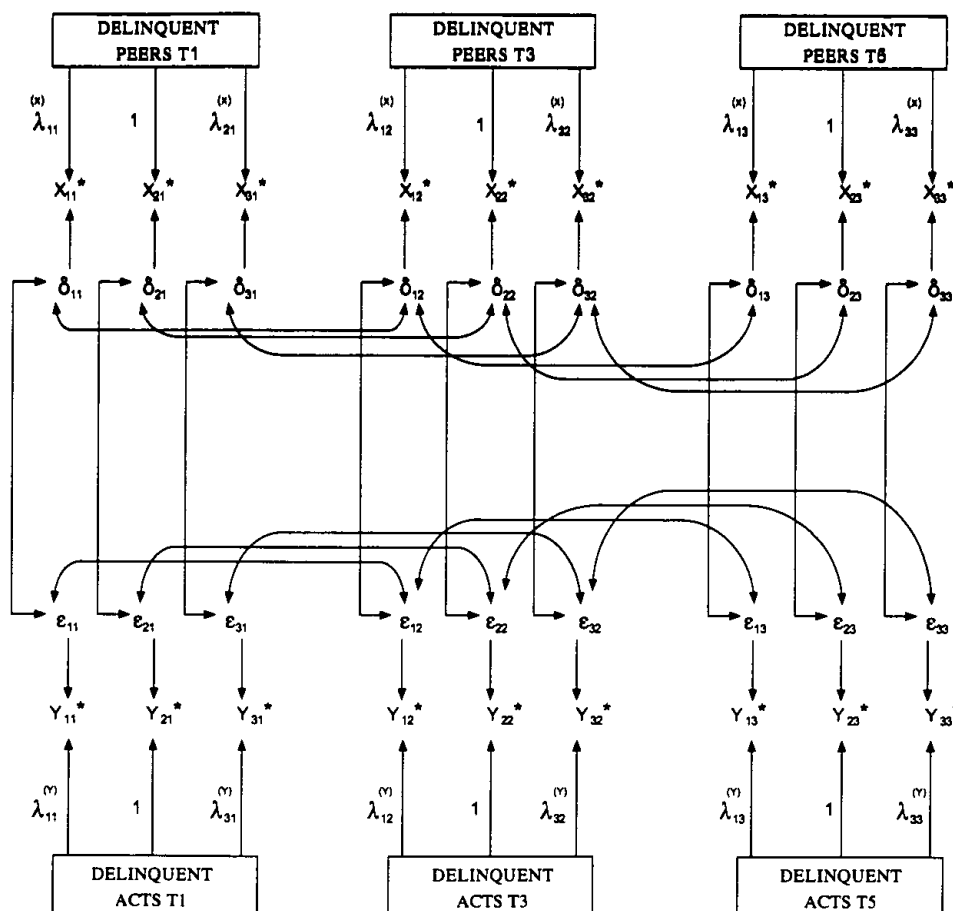 DELINQUENT PEERS T1
DELINQUENT PEERS T3
DELINQUENT PEERS T5
λ₁₁⁽ˣ⁾ 1 λ₂₁⁽ˣ⁾ λ₁₂⁽ˣ⁾ 1 λ₃₂⁽ˣ⁾ λ₁₃⁽ˣ⁾ 1 λ₃₃⁽ˣ⁾
X₁₁* X₂₁* X₃₁* X₁₂* X₂₂* X₃₂* X₁₃* X₂₃* X₃₃*
δ₁₁ δ₂₁ δ₃₁ δ₁₂ δ₂₂ δ₃₂ δ₁₃ δ₂₃ δ₃₃
ε₁₁ ε₂₁ ε₃₁ ε₁₂ ε₂₂ ε₃₂ ε₁₃ ε₂₃ ε₃₃
Y₁₁* Y₂₁* Y₃₁* Y₁₂* Y₂₂* Y₃₂* Y₁₃* Y₂₃* Y₃₃*
λ₁₁⁽ʸ⁾ 1 λ₃₁⁽ʸ⁾ λ₁₂⁽ʸ⁾ 1 λ₃₂⁽ʸ⁾ λ₁₃⁽ʸ⁾ 1 λ₃₃⁽ʸ⁾
DELINQUENT ACTS T1
DELINQUENT ACTS T3
DELINQUENT ACTS T5